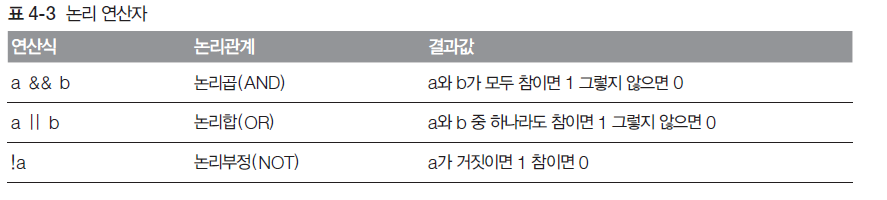 표 4-3 논리 연산자
연산식 논리관계 결과값
a && b 논리곱(AND) a와 b가 모두 참이면 1 그렇지 않으면 0
a || b 논리합(OR) a와 b 중 하나라도 참이면 1 그렇지 않으면 0
!a 논리부정(NOT) a가 거짓이면 1 참이면 0